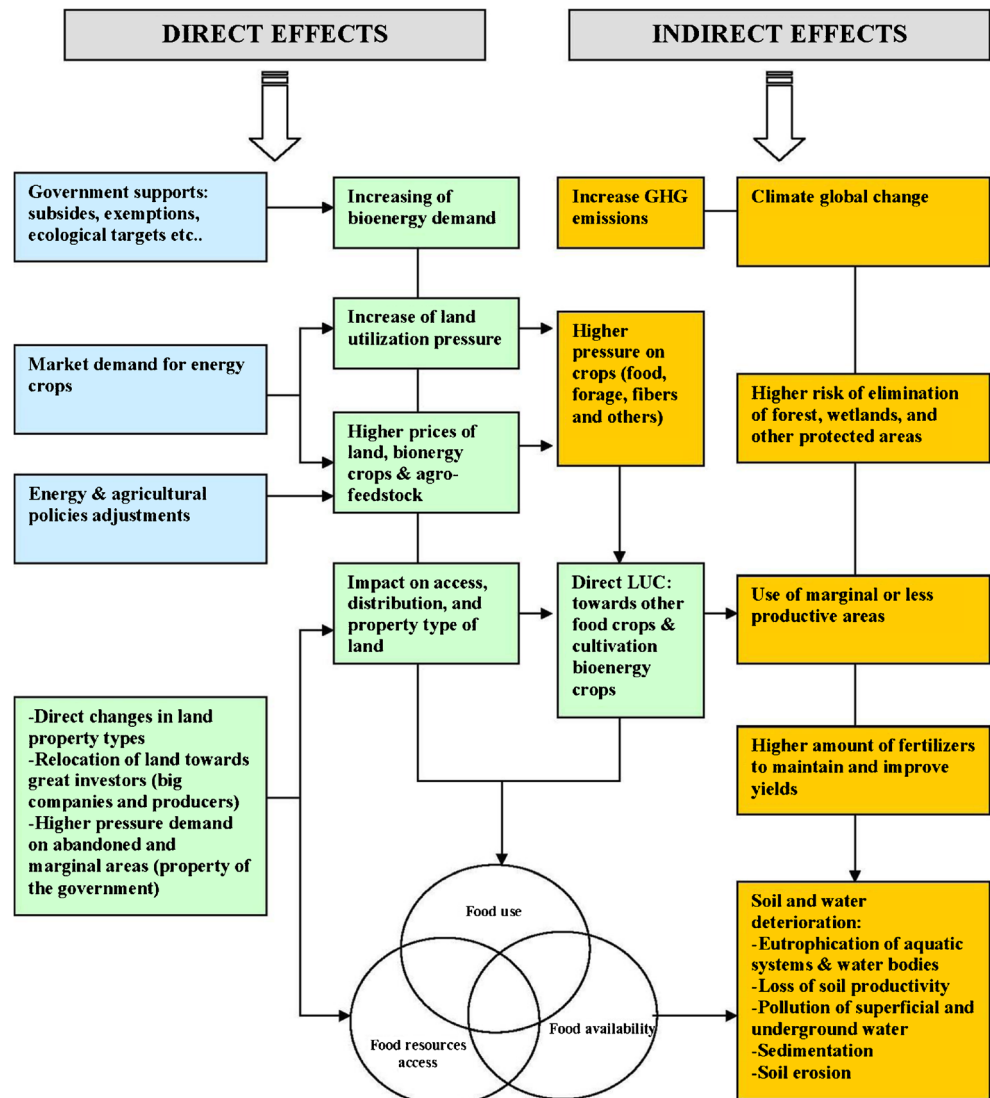 DIRECT EFFECTS
INDIRECT EFFECTS
Government supports:
subsides, exemptions,
ecological targets etc..
Increasing of
bioenergy demand
Increase GHG
emissions
Climate global change
Market demand for energy
crops
Increase of land
utilization pressure
Higher
pressure on
crops (food,
forage, fibers
and others)
Higher risk of elimination
of forest, wetlands, and
other protected areas
Higher prices of
land, bionergy
crops & agro-
feedstock
Energy & agricultural
policies adjustments
Impact on access,
distribution, and
property type of
land
Direct LUC:
towards other
food crops &
cultivation
bioenergy
crops
Use of marginal or less
productive areas
-Direct changes in land
property types
-Relocation of land towards
great investors (big
companies and producers)
-Higher pressure demand
on abandoned and
marginal areas (property of
the government)
Higher amount of fertilizers
to maintain and improve
yields
Food use
Food resources
access
Food availability
Soil and water
deterioration:
-Eutrophication of aquatic
systems & water bodies
-Loss of soil productivity
-Pollution of superficial and
underground water
-Sedimentation
-Soil erosion